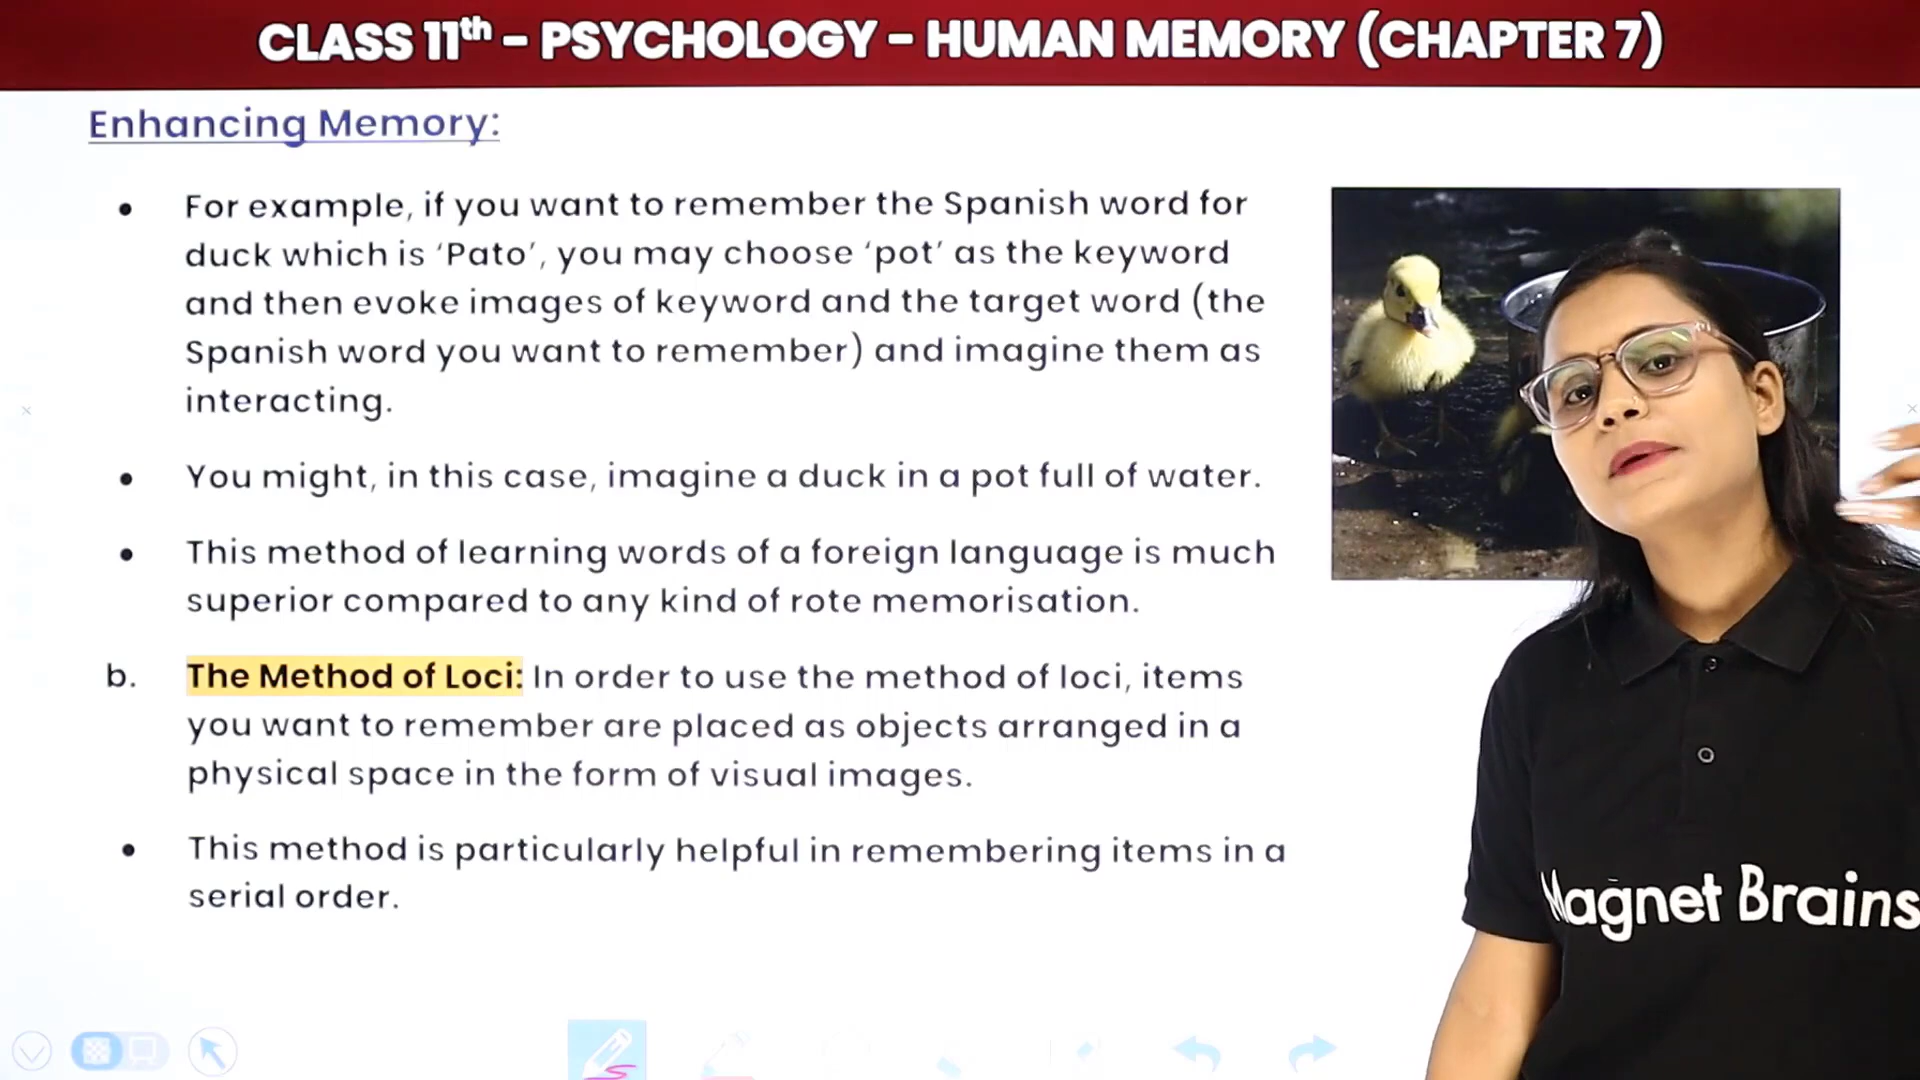 CLASS 11th - PSYCHOLOGY - HUMAN MEMORY (CHAPTER 7)
Enhancing Memory:
• For example, if you want to remember the Spanish word for
duck which is ‘Pato’, you may choose ‘pot’ as the keyword
and then evoke images of keyword and the target word (the
Spanish word you want to remember) and imagine them as
interacting.
• You might, in this case, imagine a duck in a pot full of water.
• This method of learning words of a foreign language is much
superior compared to any kind of rote memorisation.
b. The Method of Loci: In order to use the method of loci, items
you want to remember are placed as objects arranged in a
physical space in the form of visual images.
• This method is particularly helpful in remembering items in a
serial order.
Magnet Brains